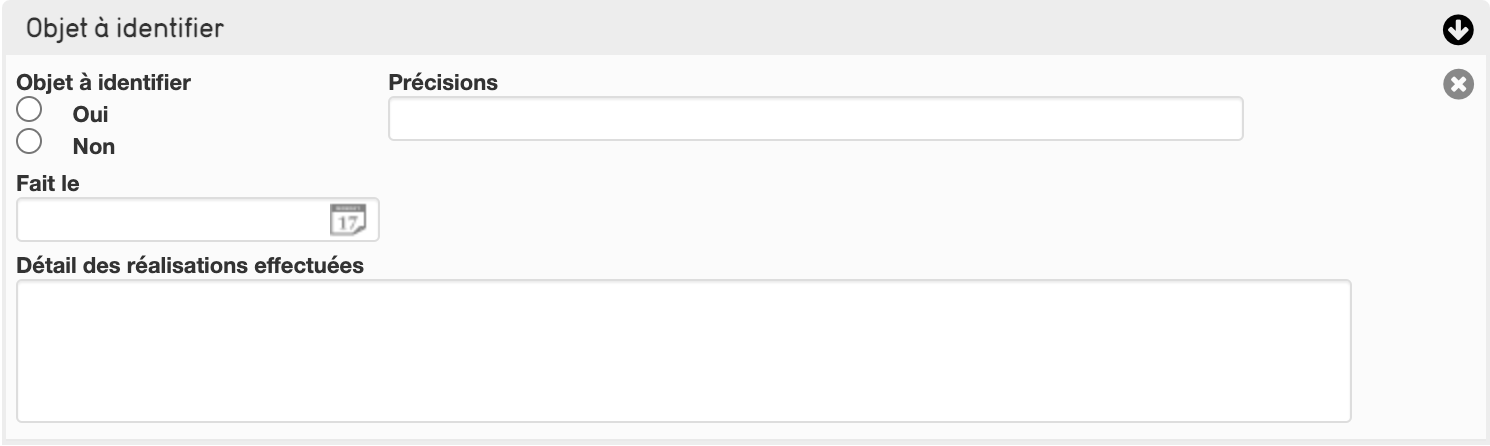 Objet à identifier
Objet à identifier
Précisions
Oui
Non
Fait le
17
Détail des réalisations effectuées